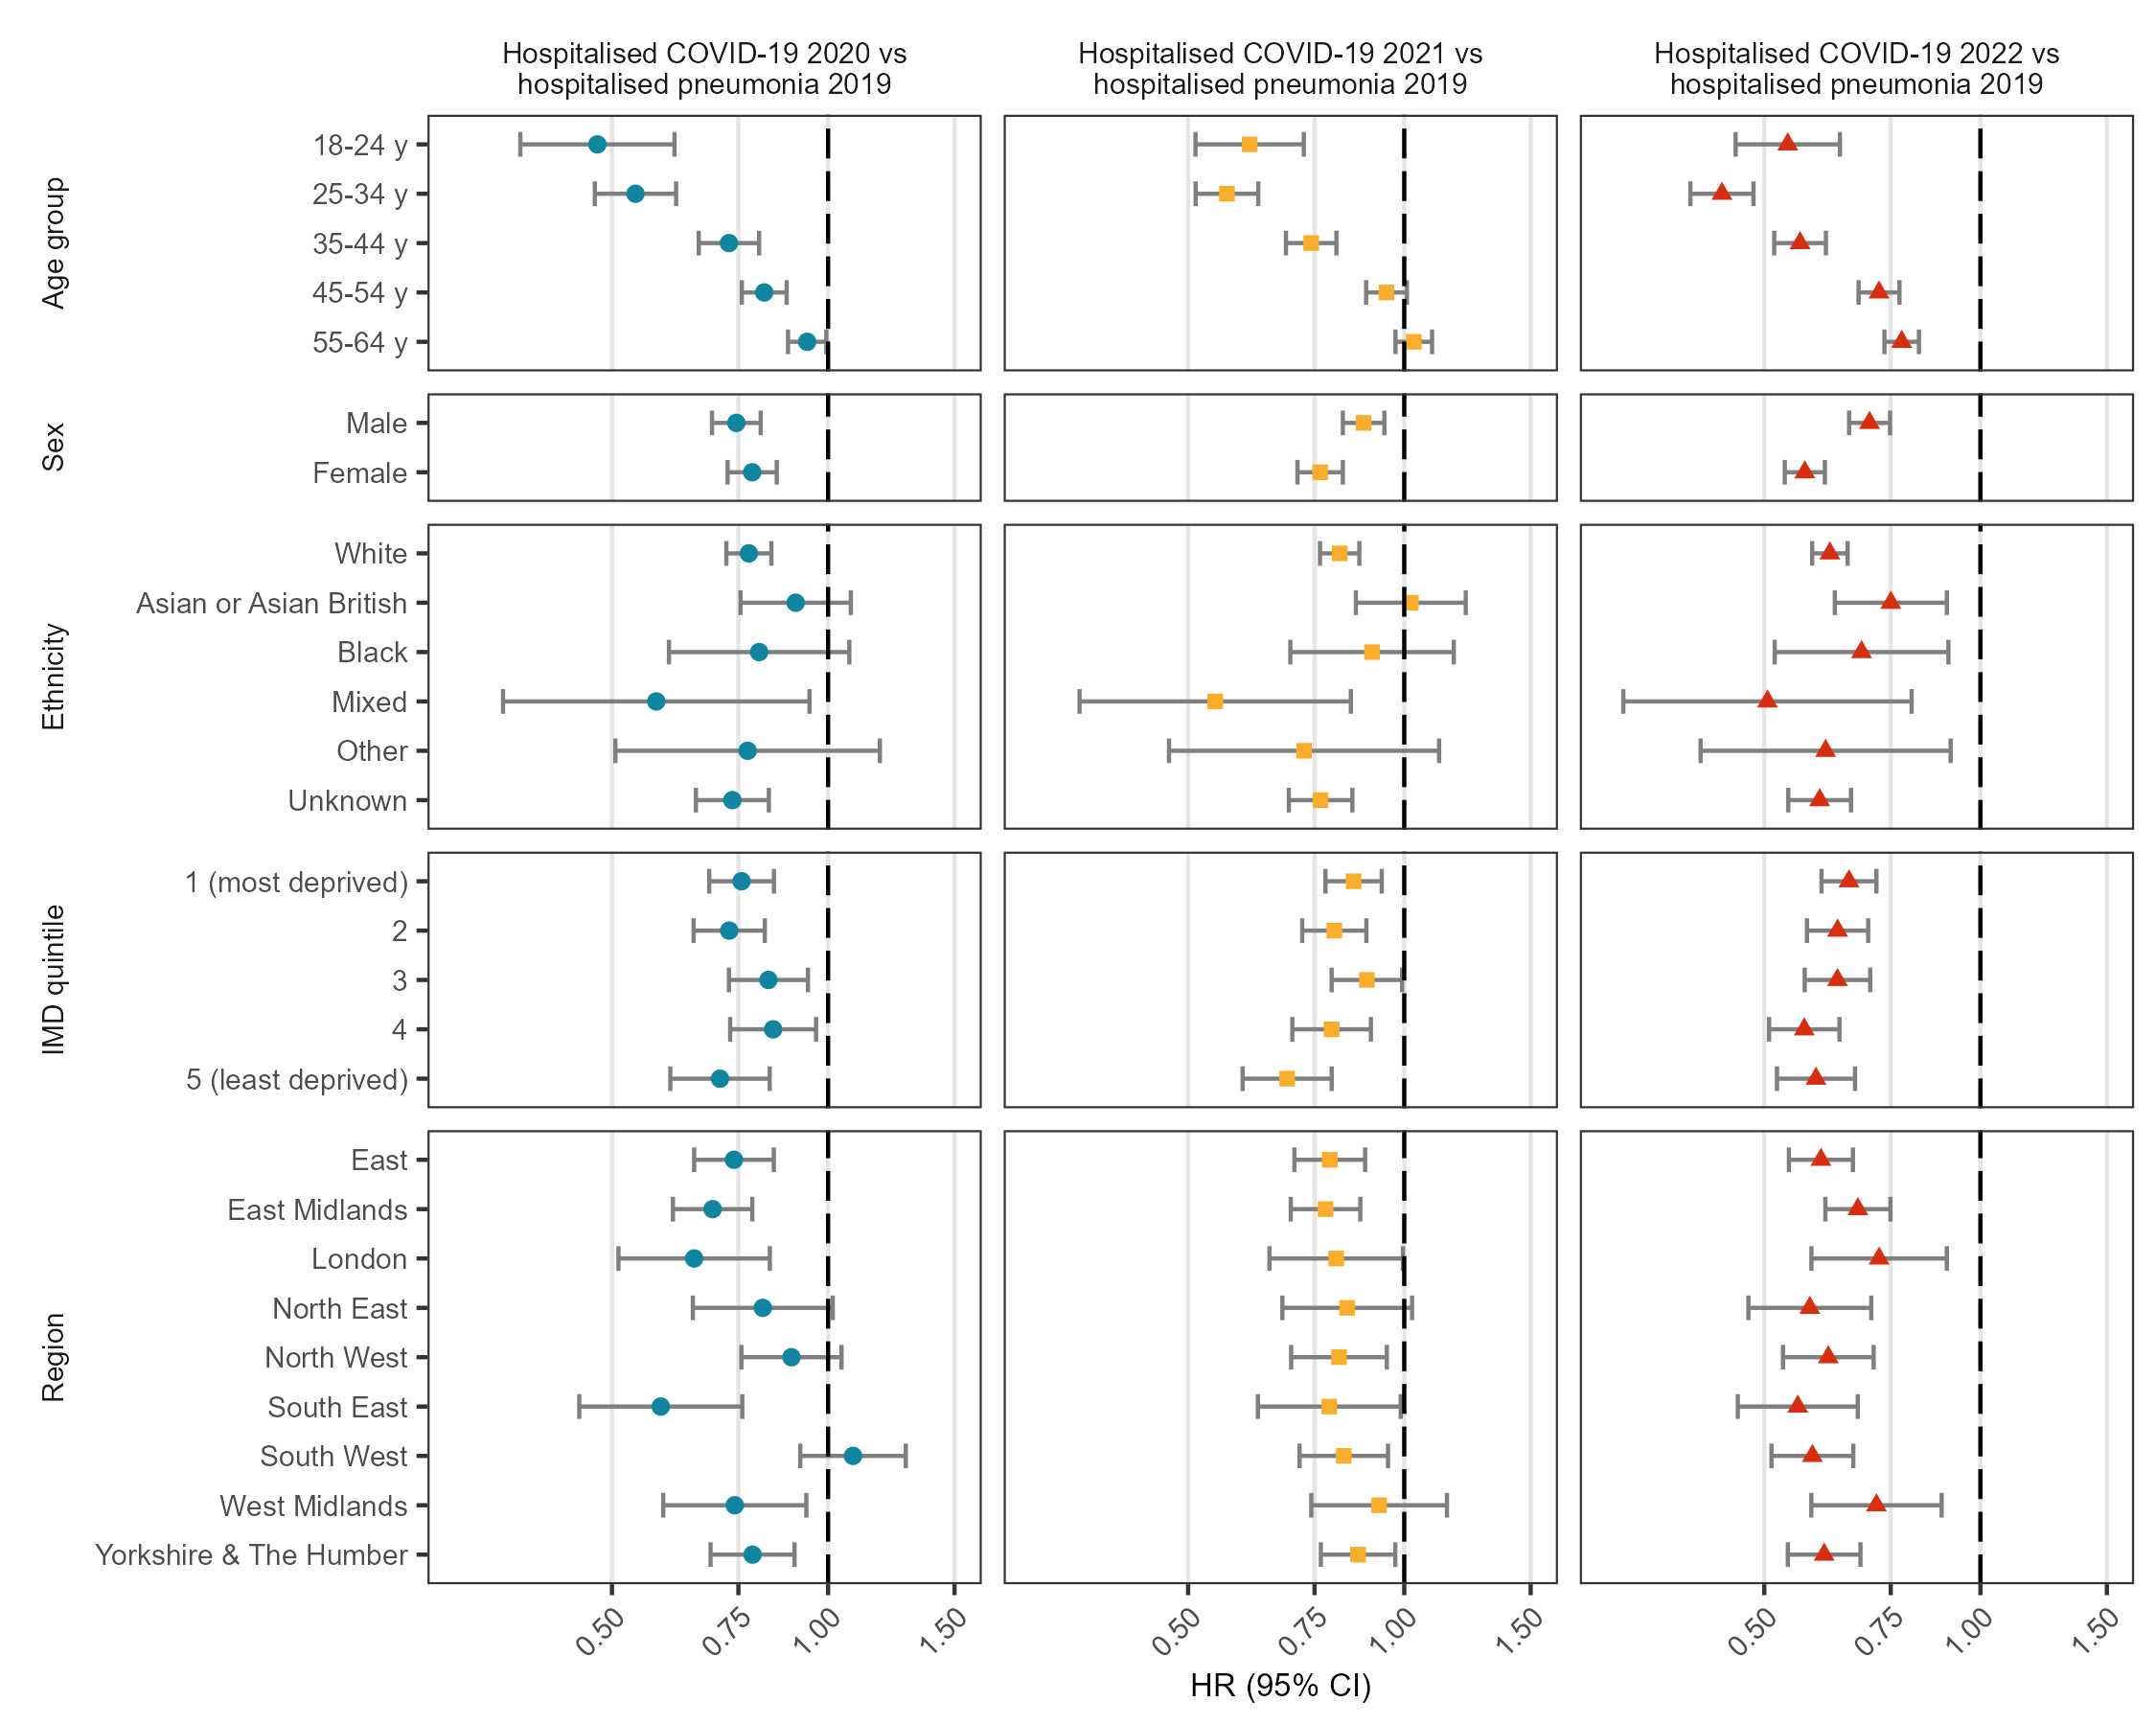 Hospitalised COVID-19 2020 vs
hospitalised pneumonia 2019
Hospitalised COVID-19 2021 vs
hospitalised pneumonia 2019
Hospitalised COVID-19 2022 vs
hospitalised pneumonia 2019
Age group
18-24 y
25-34 y
35-44 y
45-54 y
55-64 y
Sex
Male
Female
Ethnicity
White
Asian or Asian British
Black
Mixed
Other
Unknown
IMD quintile
1 (most deprived)
2
3
4
5 (least deprived)
Region
East
East Midlands
London
North East
North West
South East
South West
West Midlands
Yorkshire & The Humber
0.50 0.75 1.00 1.50
0.50 0.75 1.00 1.50
0.50 0.75 1.00 1.50
HR (95% CI)